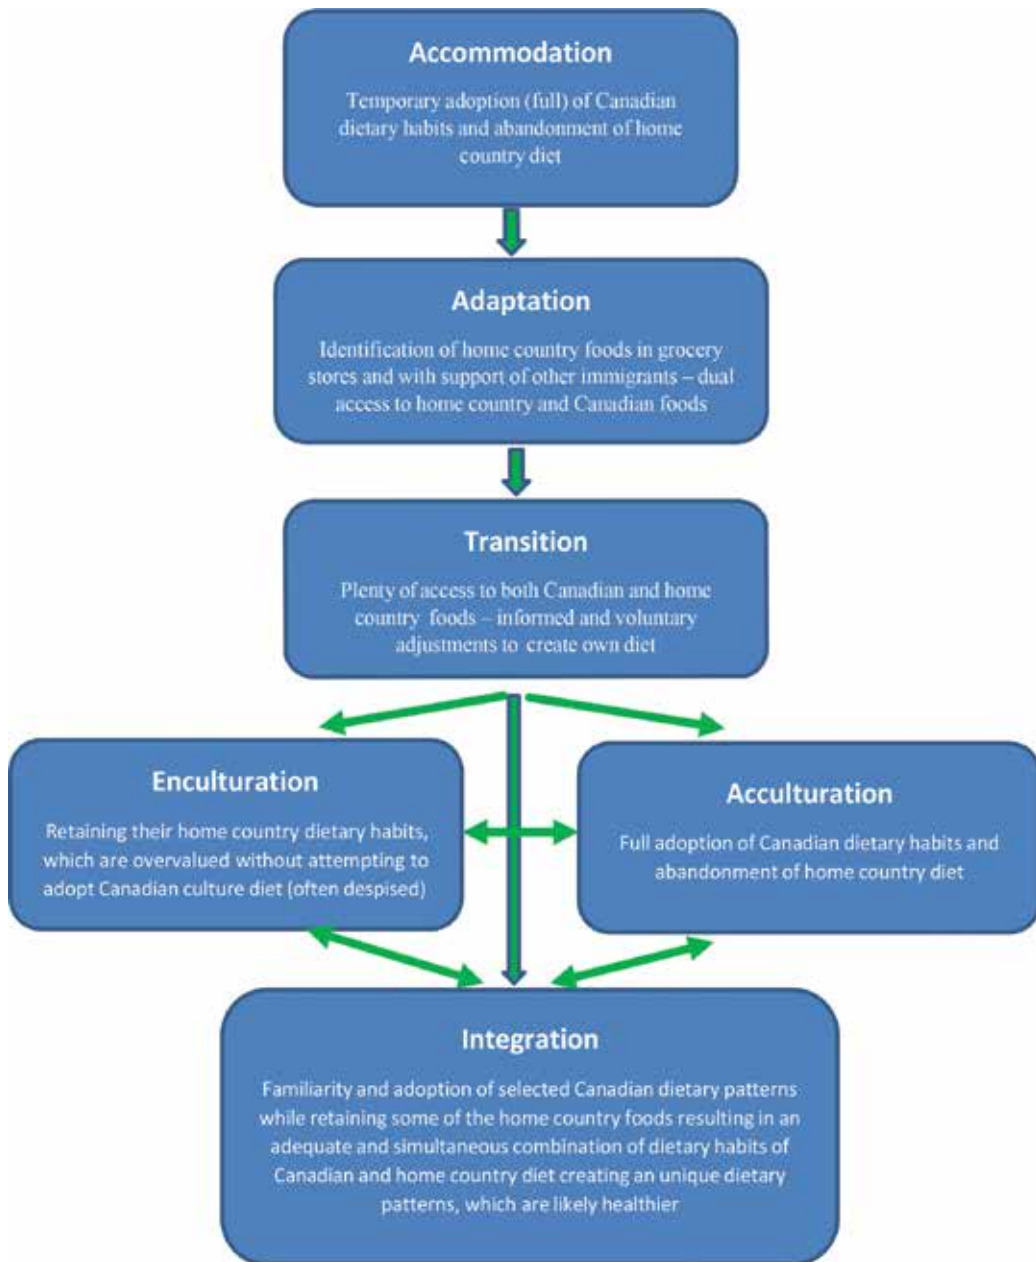 Accommodation
Temporary adoption (full) of Canadian
dietary habits and abandonment of home
country diet
Adaptation
Identification of home country foods in grocery
stores and with support of other immigrants – dual
access to home country and Canadian foods
Transition
Plenty of access to both Canadian and home
country foods – informed and voluntary
adjustments to create own diet
Enculturation
Retaining their home country dietary habits,
which are overvalued without attempting to
adopt Canadian culture diet (often despised)
Acculturation
Full adoption of Canadian dietary habits and
abandonment of home country diet
Integration
Familiarity and adoption of selected Canadian dietary patterns
while retaining some of the home country foods resulting in an
adequate and simultaneous combination of dietary habits of
Canadian and home country diet creating an unique dietary
patterns, which are likely healthier